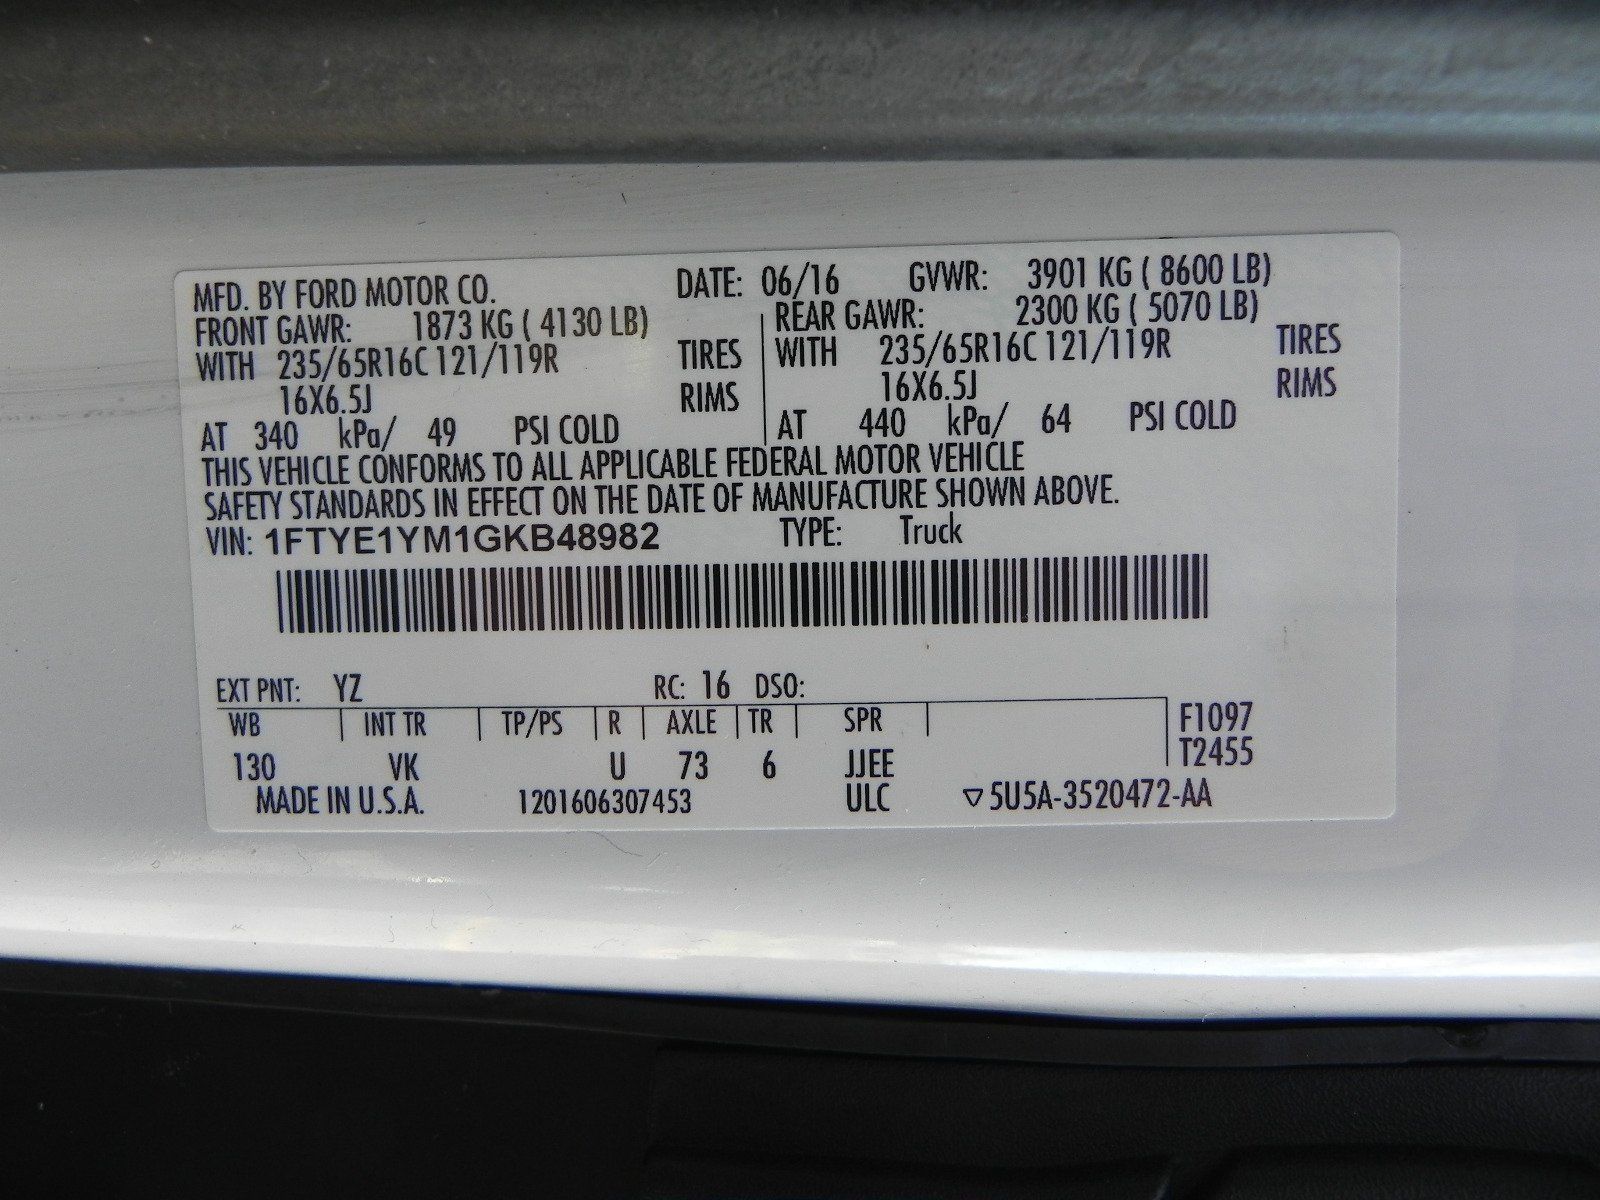 MFD. BY FORD MOTOR CO. DATE: 06/16 GVWR: 3901 KG ( 8600 LB)
FRONT GAWR: 1873 KG ( 4130 LB) REAR GAWR: 2300 KG ( 5070 LB)
WITH 235/65R16C 121/119R TIRES WITH 235/65R16C 121/119R TIRES
16X6.5J RIMS 16X6.5J RIMS
AT 340 kPa/ 49 PSI COLD AT 440 kPa/ 64 PSI COLD
THIS VEHICLE CONFORMS TO ALL APPLICABLE FEDERAL MOTOR VEHICLE
SAFETY STANDARDS IN EFFECT ON THE DATE OF MANUFACTURE SHOWN ABOVE.
VIN: 1FTYE1YM1GKB48982 TYPE: Truck
EXT PNT: YZ RC: 16 DSO:
WB INT TR TP/PS R AXLE TR SPR F1097
130 VK U 73 6 JJEE T2455
MADE IN U.S.A. 1201606307453 ULC ▽5U5A-3520472-AA